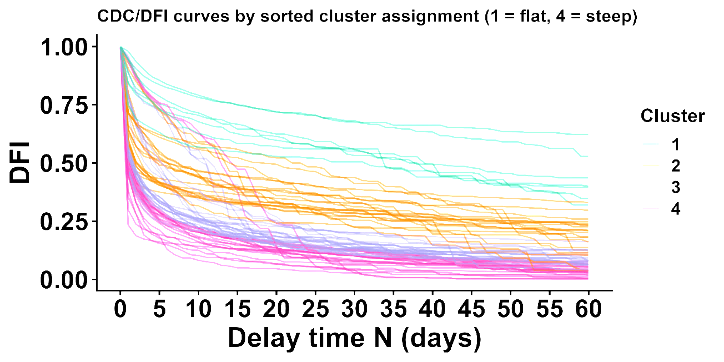 CDC/DFI curves by sorted cluster assignment (1 = flat, 4 = steep)
1.00
0.75
0.50
0.25
0.00
DFI
0 5 10 15 20 25 30 35 40 45 50 55 60
Delay time N (days)
Cluster
1
2
3
4